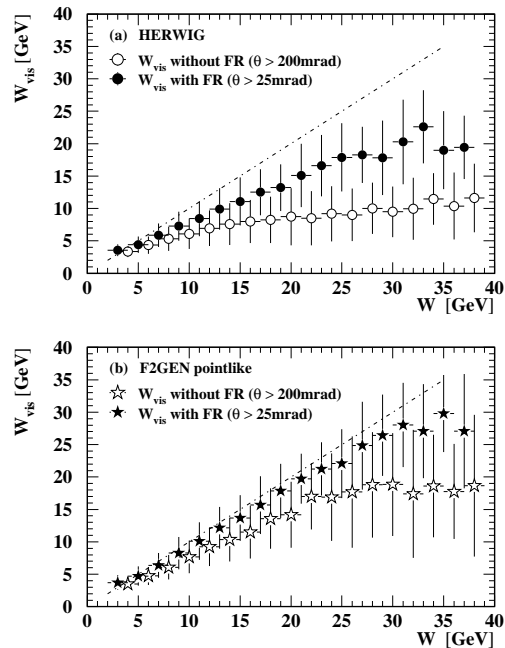 W_vis [GeV]
40
35
30
25
20
15
10
5
0
(a) HERWIG
W_vis without FR (θ > 200mrad)
W_vis with FR (θ > 25mrad)
0 5 10 15 20 25 30 35 40
W [GeV]
W_vis [GeV]
40
35
30
25
20
15
10
5
0
(b) F2GEN pointlike
W_vis without FR (θ > 200mrad)
W_vis with FR (θ > 25mrad)
0 5 10 15 20 25 30 35 40
W [GeV]